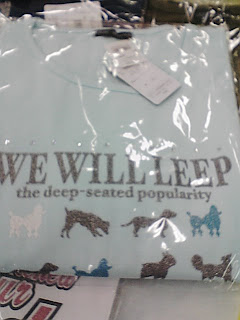 WE WILL LEEP
the deep-seated popularity